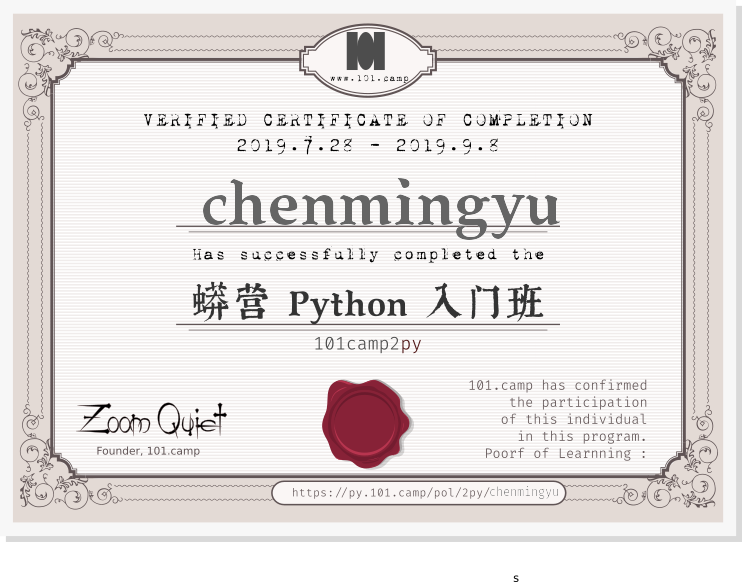 www.101.camp
VERIFIED CERTIFICATE OF COMPLETION
2019.7.28 - 2019.9.8
chenmingyu
Has successfully completed the
蟒营 Python 入门班
101camp2py
Zoom Quiet
Founder, 101.camp
101.camp has confirmed
the participation
of this individual
in this program.
Poorf of Learnning :
https://py.101.camp/pol/2py/chenmingyu
s